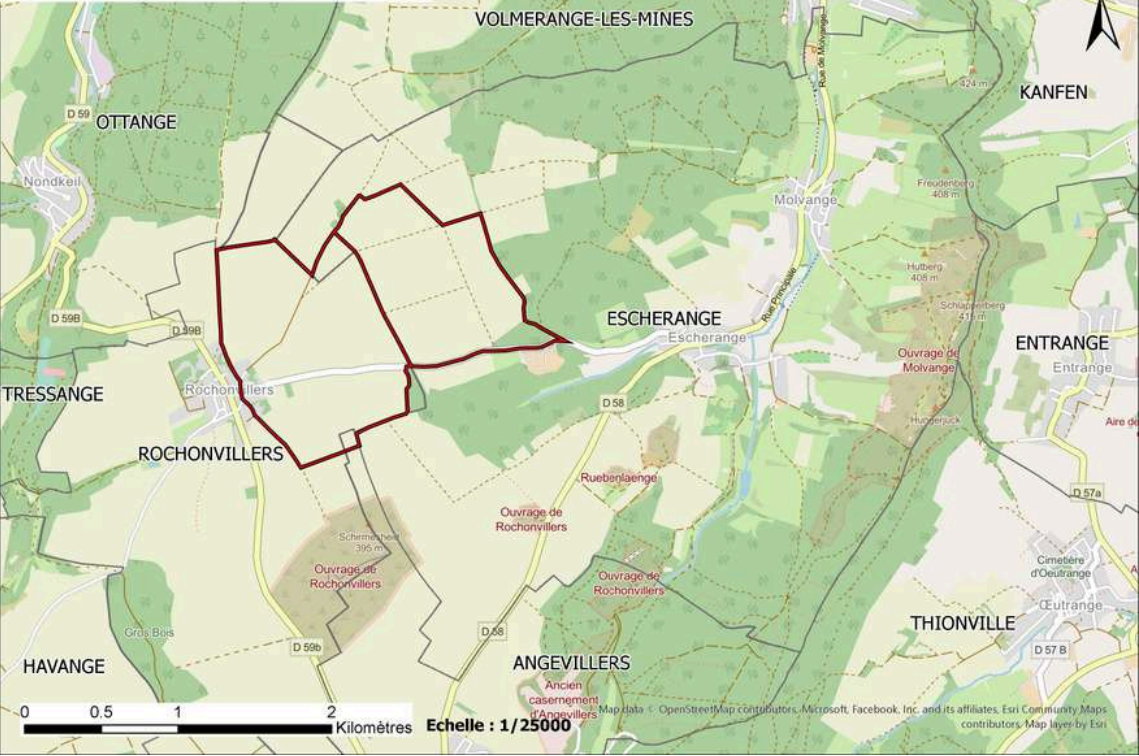 VOLMERANGE-LES-MINES
Rue de Molvange
424 m
KANFEN
D 59
OTTANGE
Nondkeil
Freudenberg
408 m
Molvange
Hutberg
408 m
Rue Principale
Schlapperberg
416 m
D 59B
D 59B
ESCHERANGE
Escherange
ENTRANGE
Entrange
Ouvrage de
Molvange
TRESSANGE
Rochonvillers
D 58
Hungerjuck
Aire de
ROCHONVILLERS
Ruebenlaenge
D 57a
Ouvrage de
Rochonvillers
395 m
Ouvrage de
Rochonvillers
Ouvrage de
Rochonvillers
Cimetière
d'Oeutrange
Œutrange
Gros Bois
D 58
THIONVILLE
D 59b
D 57 B
HAVANGE
ANGEVILLERS
Ancien
casernement
d'Angevillers
0 0.5 1 2
Kilomètres
Echelle : 1/25000
Map data © OpenStreetMap contributors, Microsoft, Facebook, Inc. and its affiliates, Esri Community Maps
contributors, Map layer by Esri